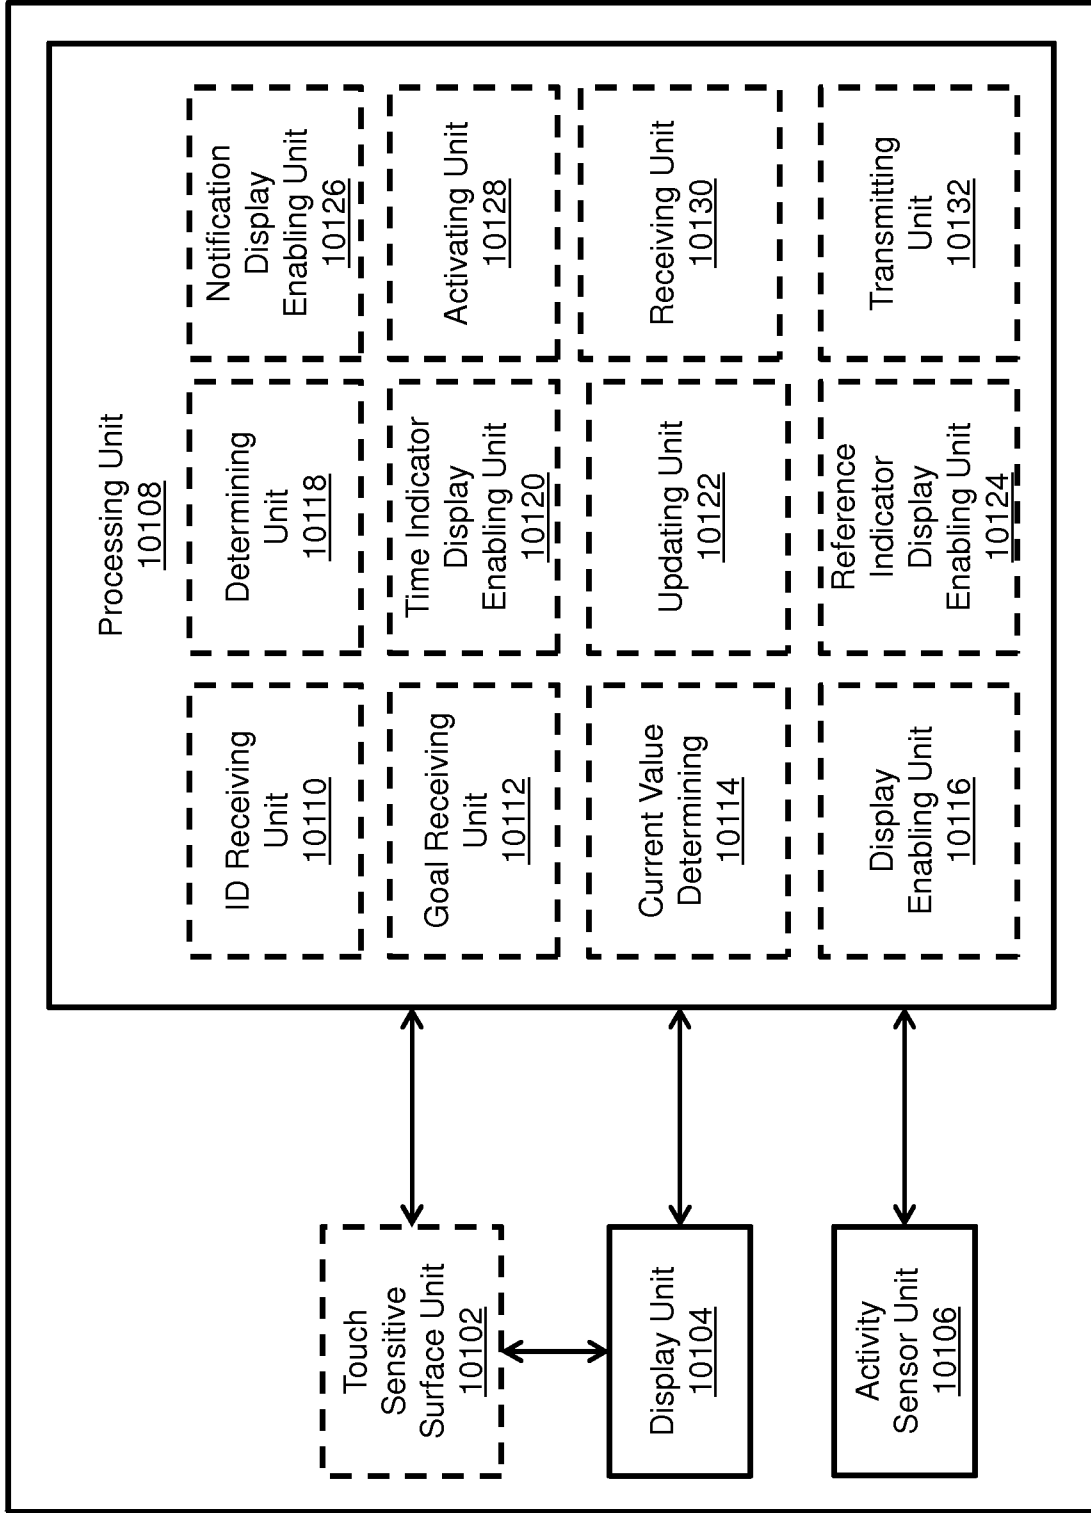 Touch
Sensitive
Surface Unit
10102
Display Unit
10104
Activity
Sensor Unit
10106
Processing Unit
10108
ID Receiving
Unit
10110
Determining
Unit
10118
Notification
Display
Enabling Unit
10126
Goal Receiving
Unit
10112
Time Indicator
Display
Enabling Unit
10120
Activating Unit
10128
Current Value
Determining
10114
Updating Unit
10122
Receiving Unit
10130
Display
Enabling Unit
10116
Reference
Indicator
Display
Enabling Unit
10124
Transmitting
Unit
10132